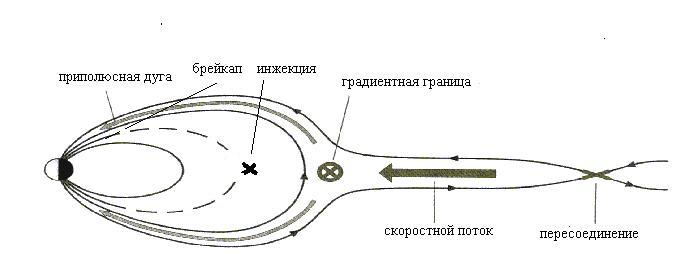 брейкап
инжекция
приполюсная дуга
градиентная граница
скоростной поток
пересоединение